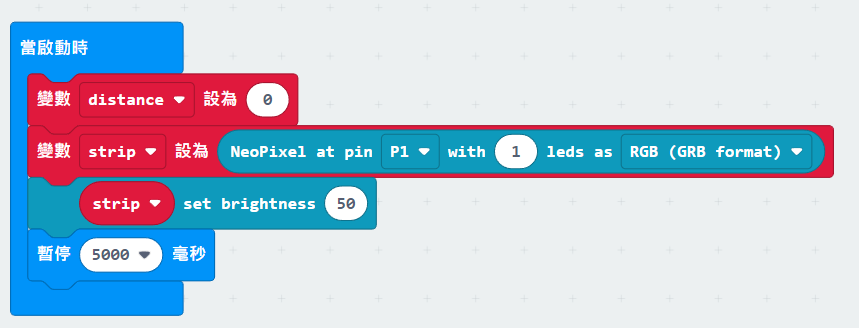 當啟動時
變數 distance 設為 0
變數 strip 設為 NeoPixel at pin P1 with 1 leds as RGB (GRB format)
strip set brightness 50
暫停 5000 毫秒